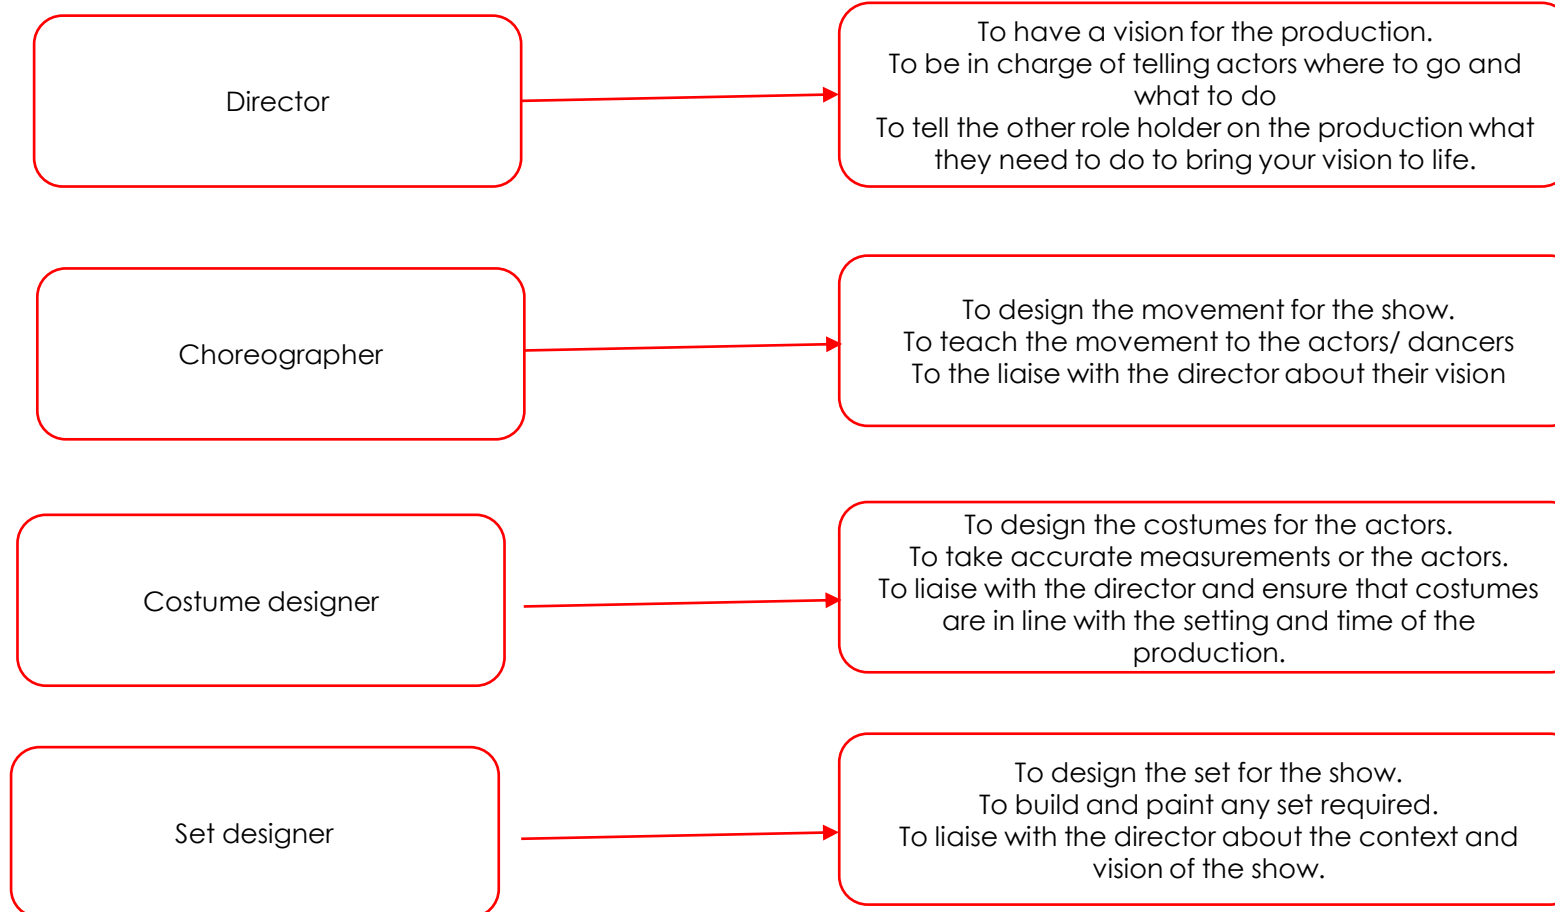 Director
To have a vision for the production.
To be in charge of telling actors where to go and
what to do
To tell the other role holder on the production what
they need to do to bring your vision to life.
Choreographer
To design the movement for the show.
To teach the movement to the actors/ dancers
To the liaise with the director about their vision
Costume designer
To design the costumes for the actors.
To take accurate measurements or the actors.
To liaise with the director and ensure that costumes
are in line with the setting and time of the
production.
Set designer
To design the set for the show.
To build and paint any set required.
To liaise with the director about the context and
vision of the show.